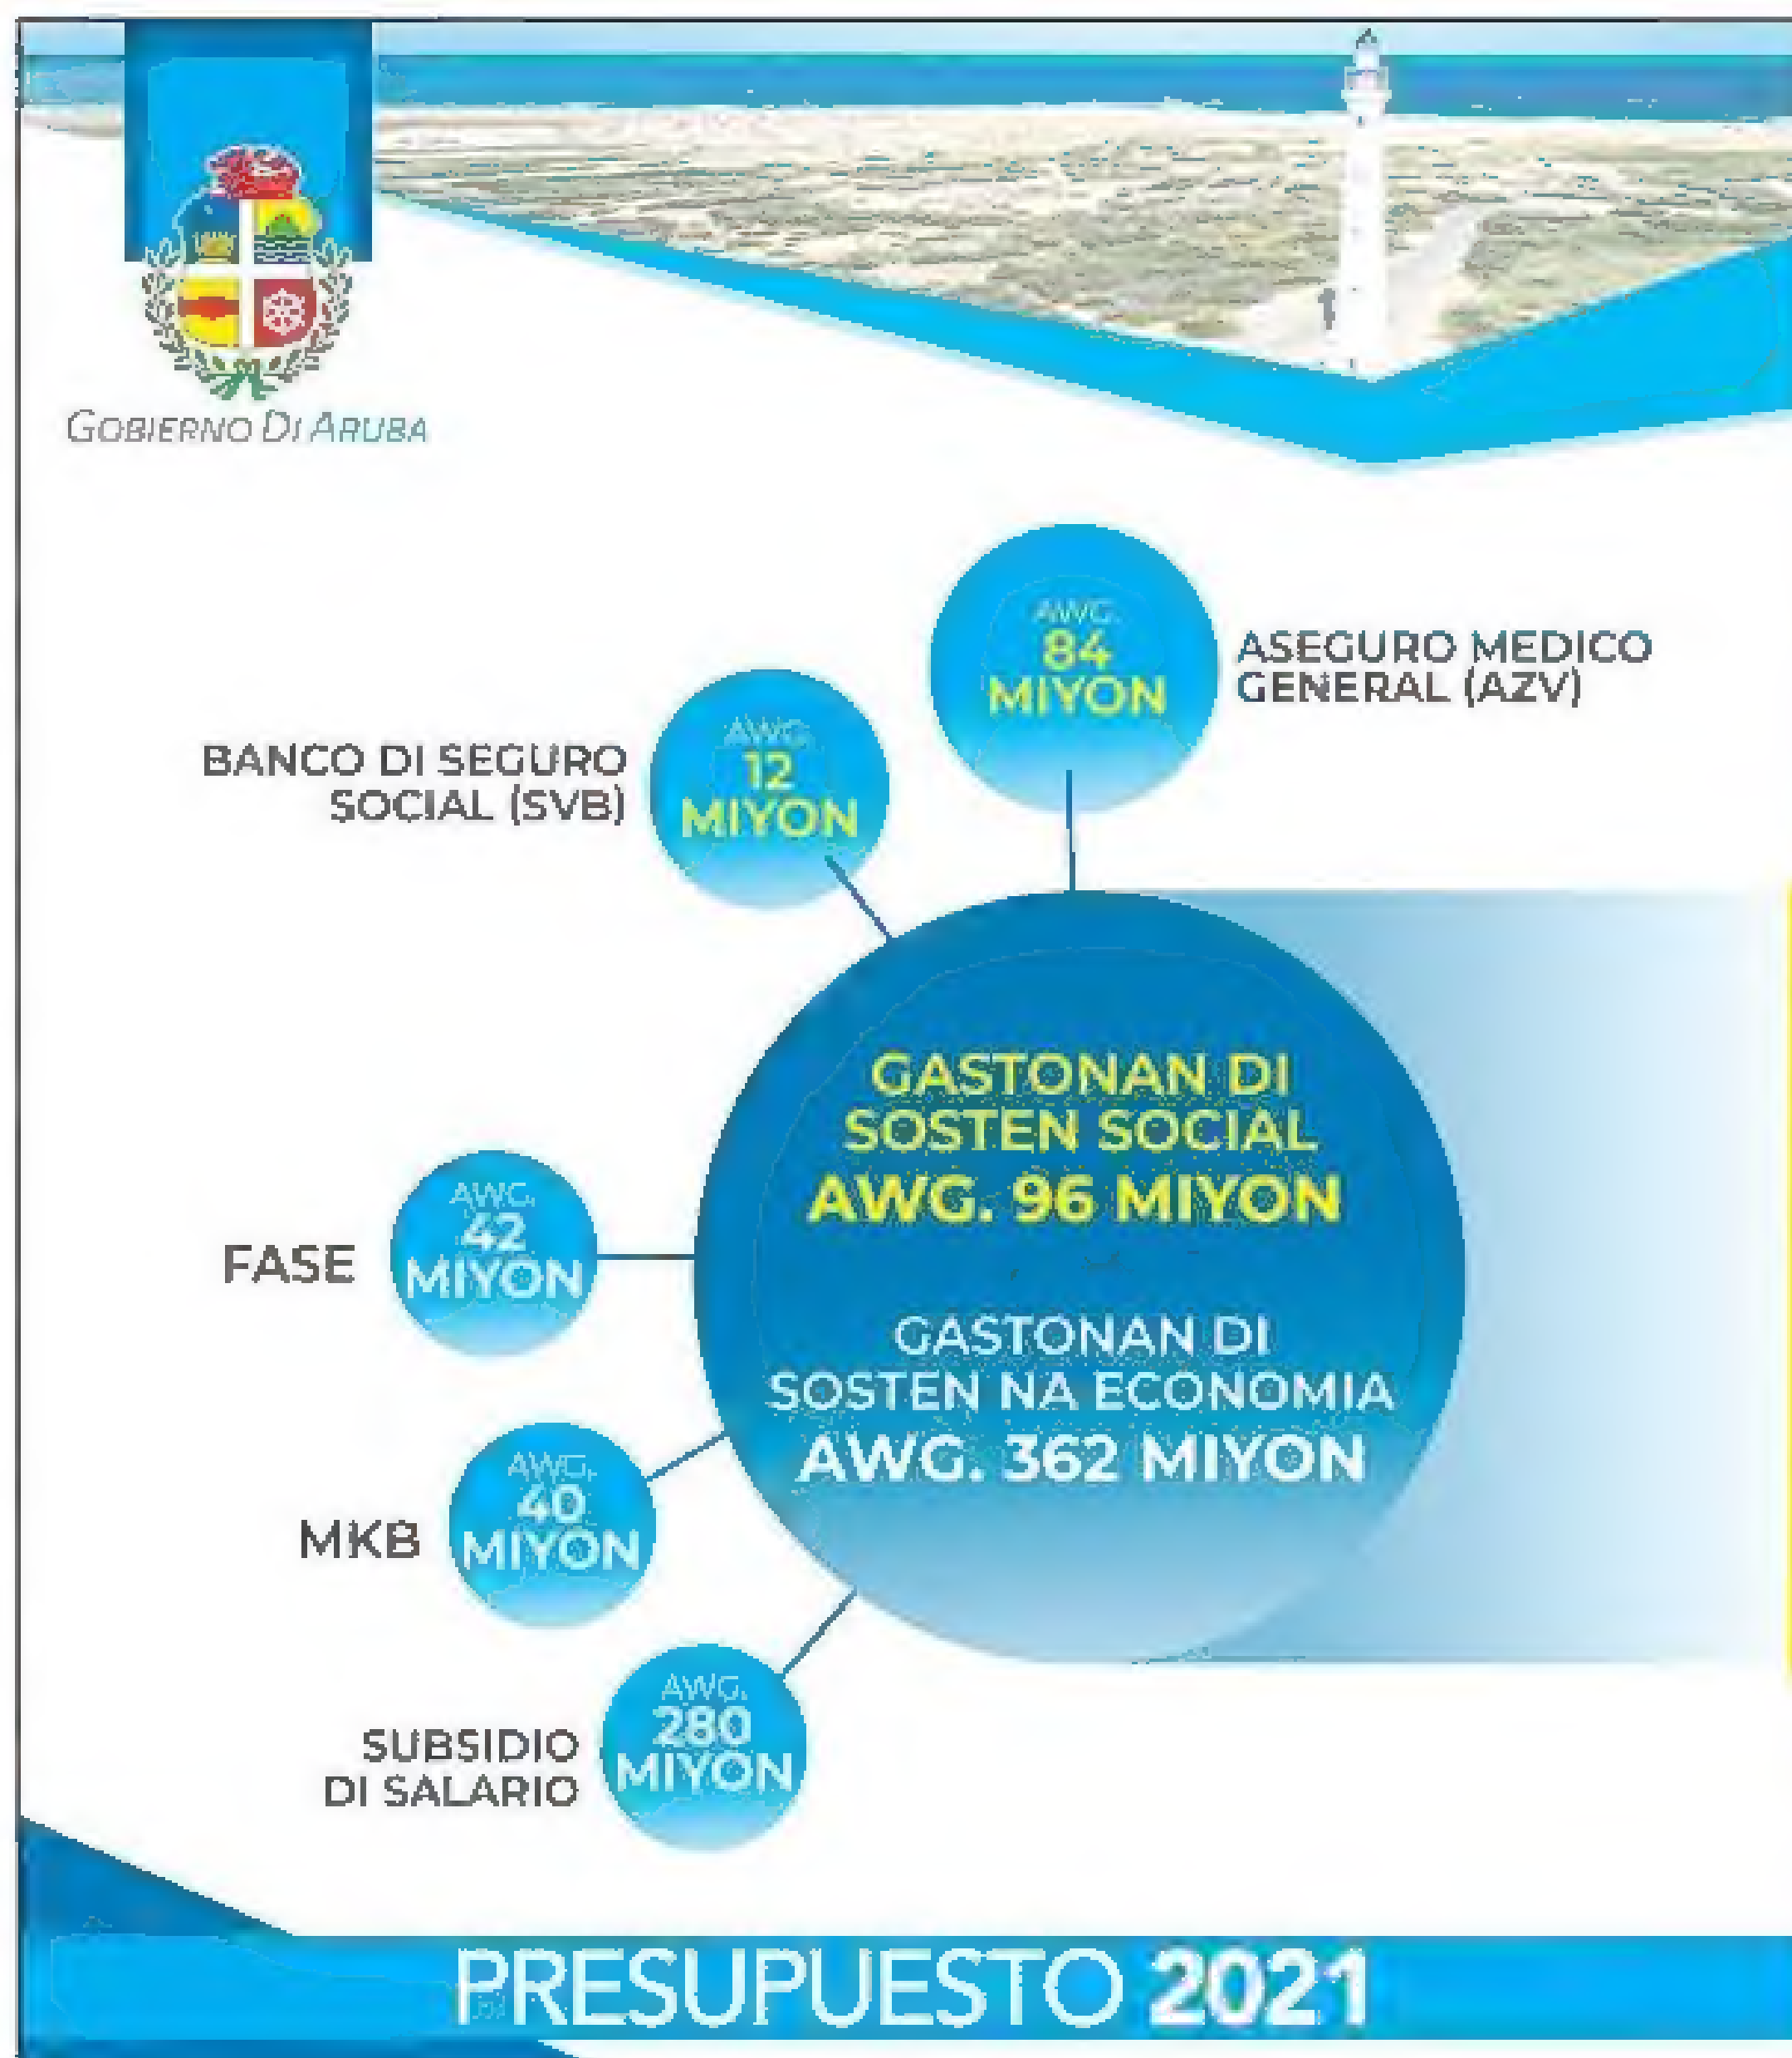 GOBIERNO DI ARUBA
AWG.
84
MIYON
ASEGURO MEDICO
GENERAL (AZV)
BANCO DI SEGURO
SOCIAL (SVB)
AWG.
12
MIYON
GASTONAN DI
SOSTEN SOCIAL
AWG. 96 MIYON
GASTONAN DI
SOSTEN NA ECONOMIA
AWG. 362 MIYON
FASE
AWG.
42
MIYON
MKB
AWG.
40
MIYON
SUBSIDIO
DI SALARIO
AWG.
280
MIYON
PRESUPUESTO 2021